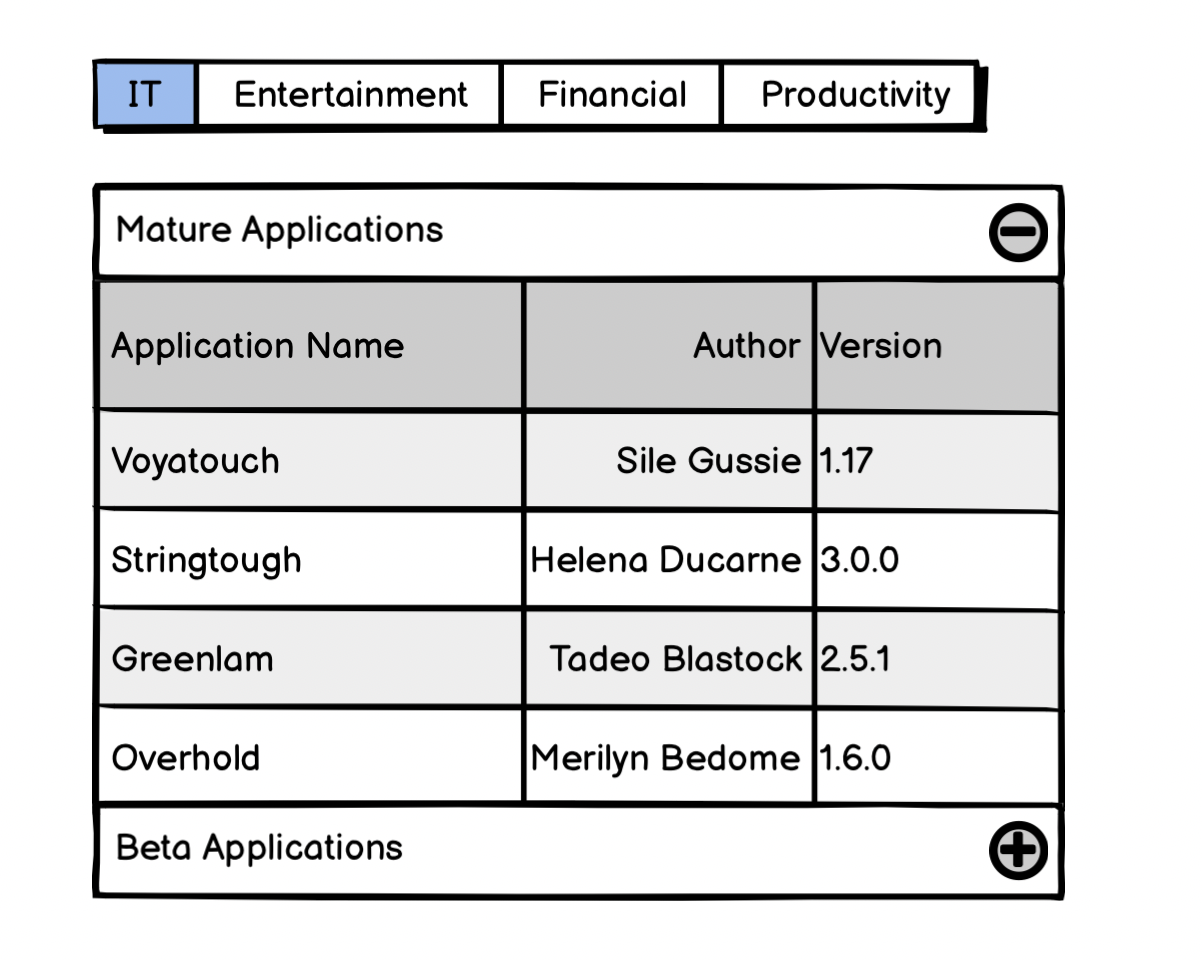 IT Entertainment Financial Productivity
Mature Applications
Application Name Author Version
Voyatouch Sile Gussie 1.17
Stringtough Helena Ducarne 3.0.0
Greenlam Tadeo Blastock 2.5.1
Overhold Merilyn Bedome 1.6.0
Beta Applications